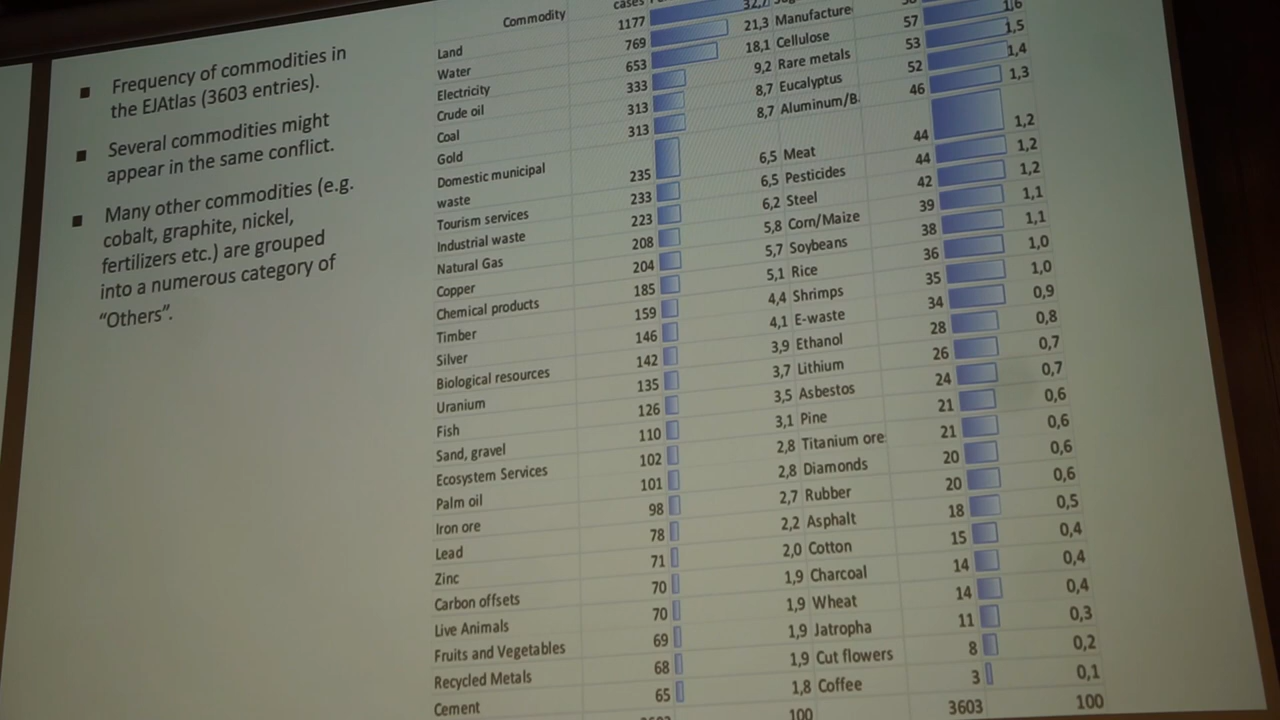 ▪ Frequency of commodities in
the EJAtlas (3603 entries).
▪ Several commodities might
appear in the same conflict.
▪ Many other commodities (e.g.
cobalt, graphite, nickel,
fertilizers etc.) are grouped
into a numerous category of
"Others".
Commodity cases
Land 1177 32,7
Water 769 21,3 Manufacture
Electricity 653 18,1 Cellulose 57 1,6
Crude oil 333 9,2 Rare metals 53 1,5
Coal 313 8,7 Eucalyptus 52 1,4
Gold 313 8,7 Aluminum/B 46 1,3
Domestic municipal
waste 235 6,5 Meat 44 1,2
Tourism services 233 6,5 Pesticides 44 1,2
Industrial waste 223 6,2 Steel 42 1,2
Natural Gas 208 5,8 Corn/Maize 39 1,1
Copper 204 5,7 Soybeans 38 1,1
Chemical products 185 5,1 Rice 36 1,0
Timber 159 4,4 Shrimps 35 1,0
Silver 146 4,1 E-waste 34 0,9
Biological resources 142 3,9 Ethanol 28 0,8
Uranium 135 3,7 Lithium 26 0,7
Fish 126 3,5 Asbestos 24 0,7
Sand, gravel 110 3,1 Pine 21 0,6
Ecosystem Services 102 2,8 Titanium ore 21 0,6
Palm oil 101 2,8 Diamonds 20 0,6
Iron ore 98 2,7 Rubber 20 0,6
Lead 78 2,2 Asphalt 18 0,5
Zinc 71 2,0 Cotton 15 0,4
Carbon offsets 70 1,9 Charcoal 14 0,4
Live Animals 70 1,9 Wheat 14 0,4
Fruits and Vegetables 69 1,9 Jatropha 11 0,3
Recycled Metals 68 1,9 Cut flowers 8 0,2
Cement 65 1,8 Coffee 3 0,1
100 3603 100